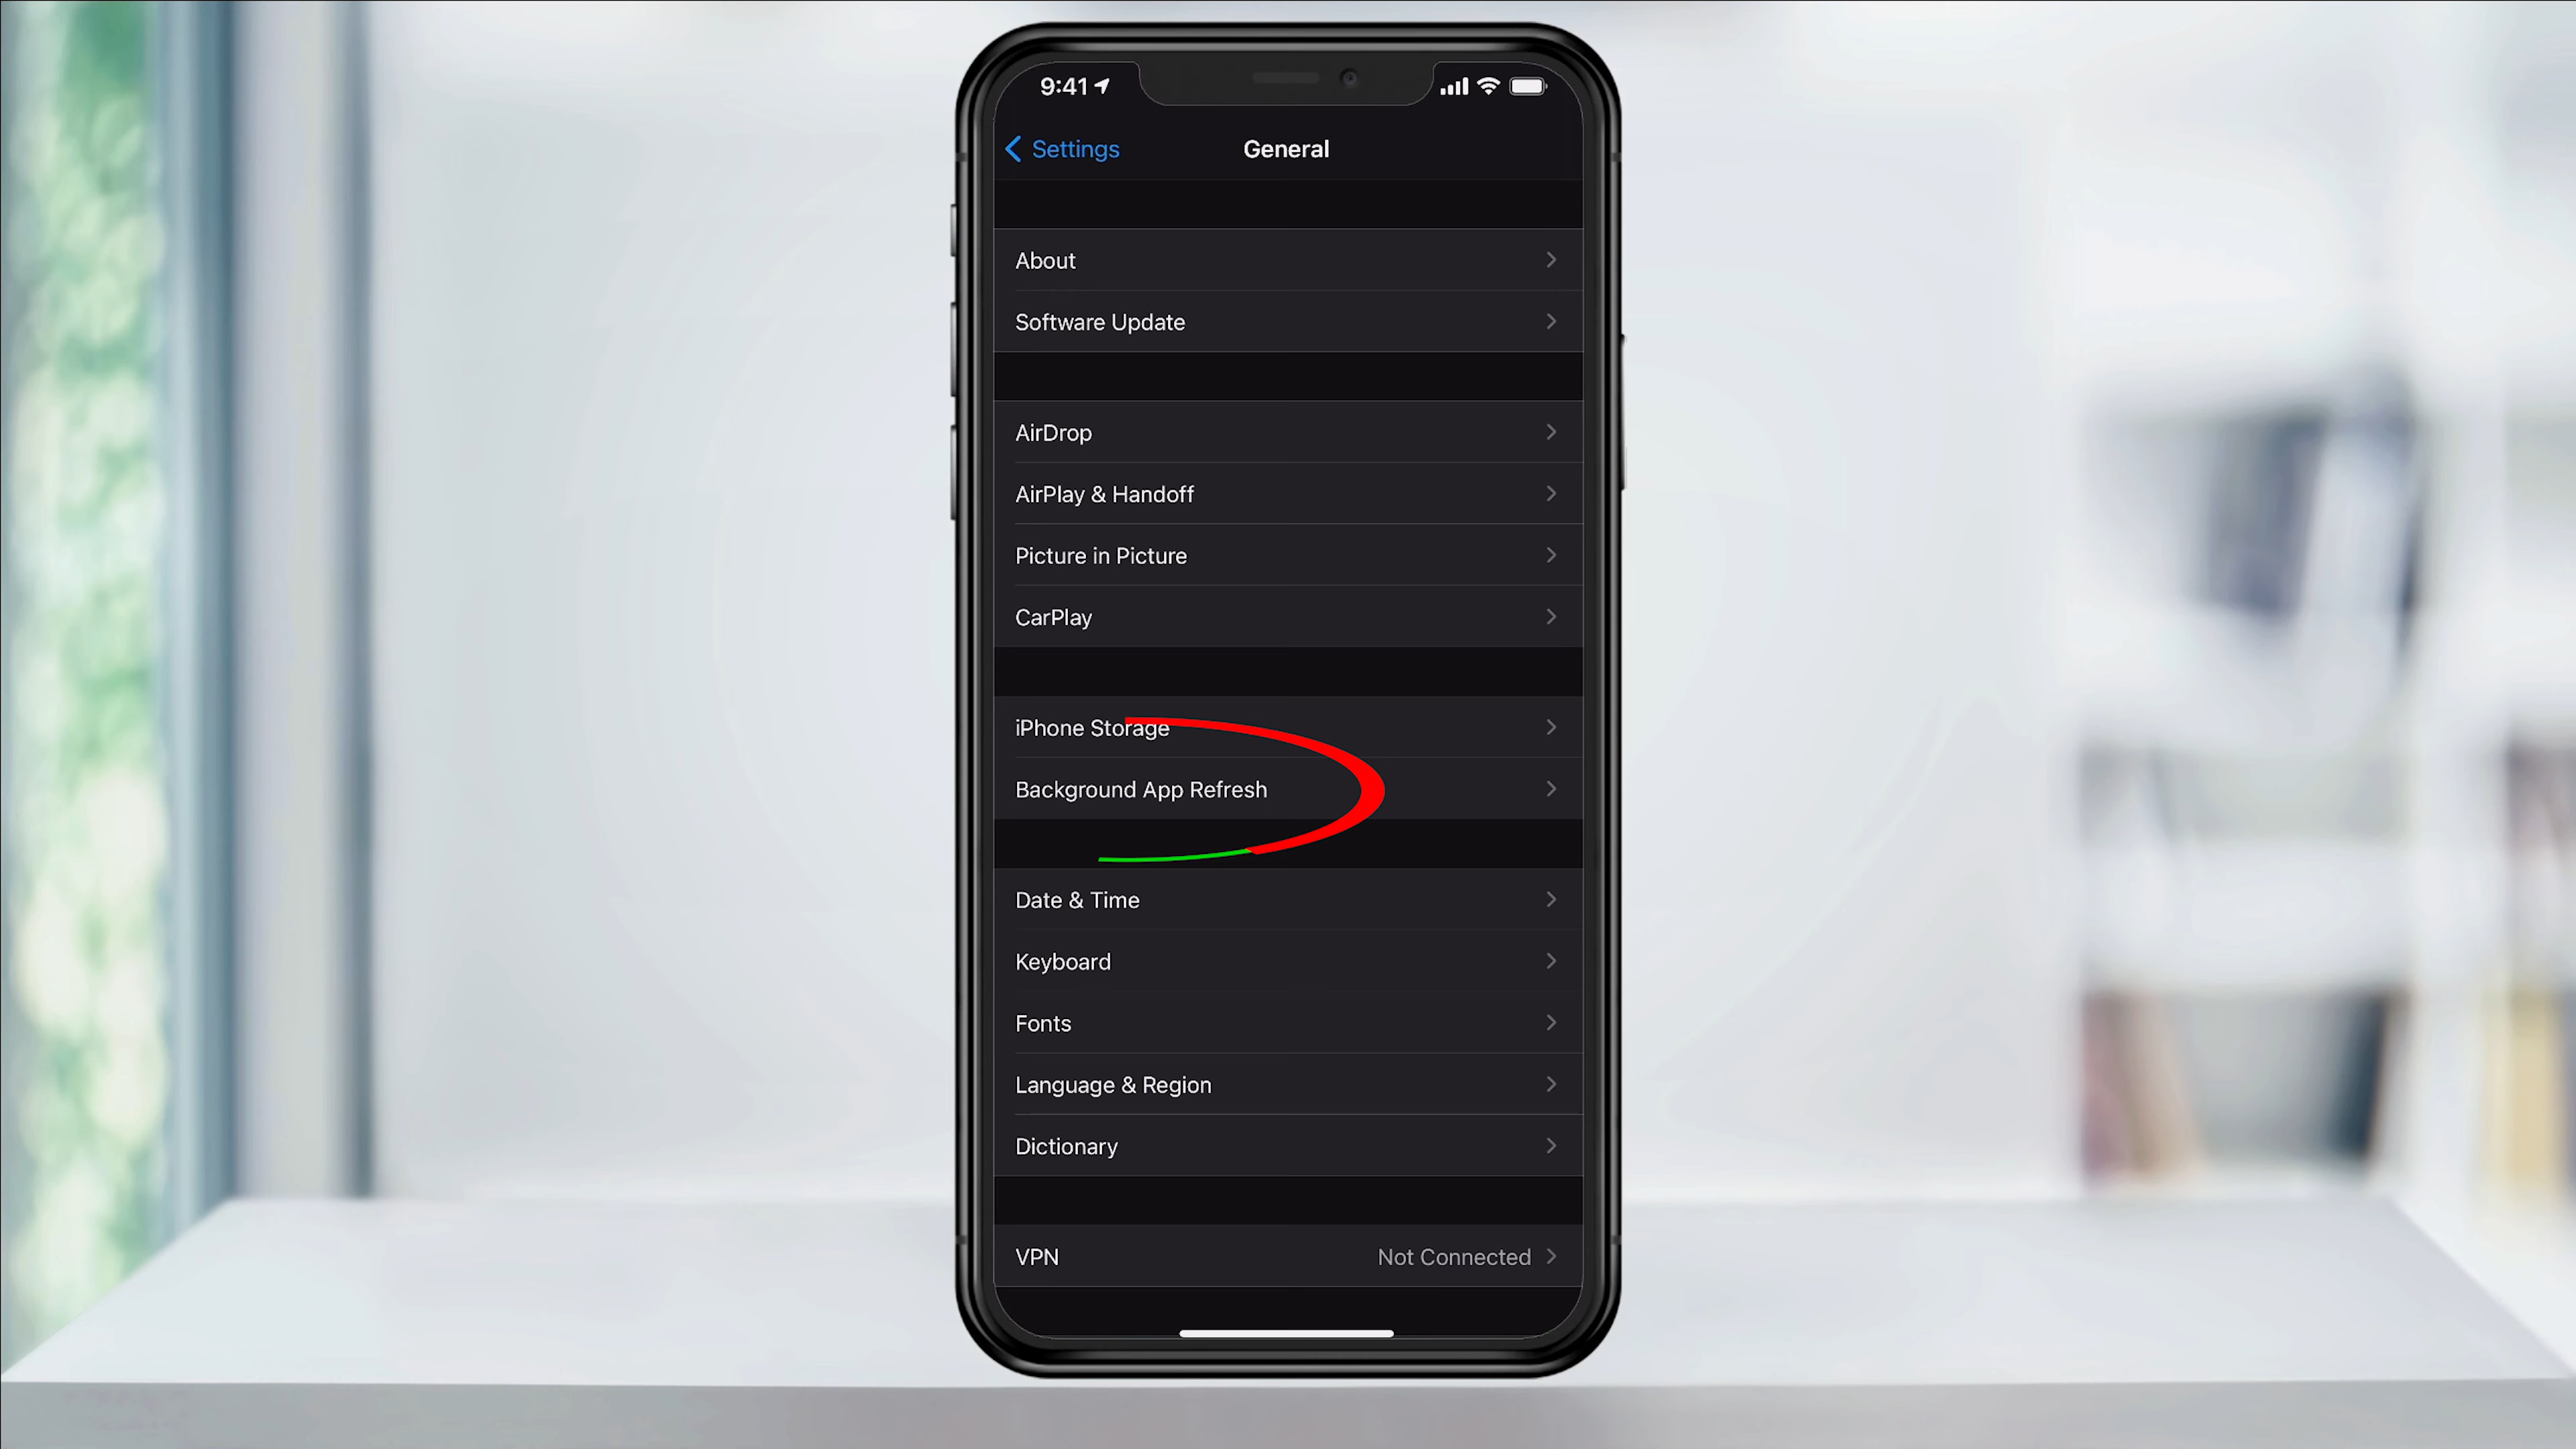 9:41
Settings
General
About
Software Update
AirDrop
AirPlay & Handoff
Picture in Picture
CarPlay
iPhone Storage
Background App Refresh
Date & Time
Keyboard
Fonts
Language & Region
Dictionary
VPN Not Connected